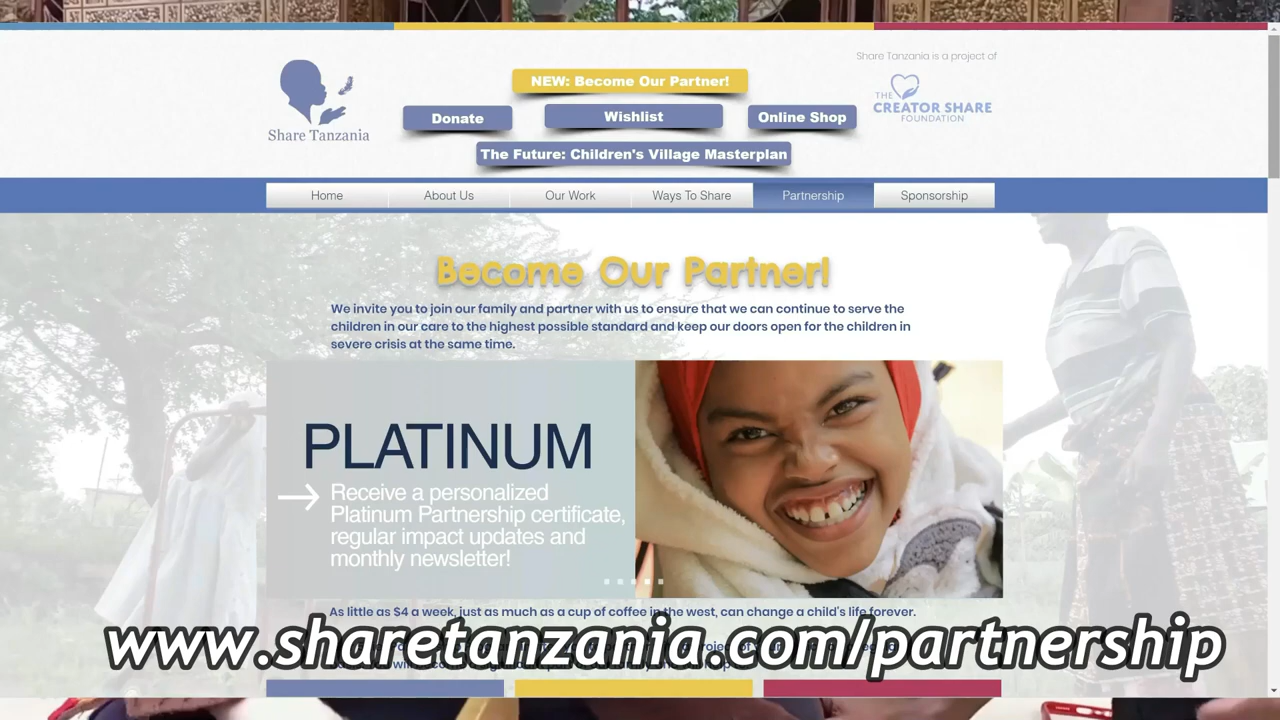 Share Tanzania is a project of
NEW: Become Our Partner!
THE
CREATOR SHARE
FOUNDATION
Donate
Wishlist
Online Shop
Share Tanzania
The Future: Children's Village Masterplan
Home
About Us
Our Work
Ways To Share
Partnership
Sponsorship
Become Our Partner!
We invite you to join our family and partner with us to ensure that we can continue to serve the
children in our care to the highest possible standard and keep our doors open for the children in
severe crisis at the same time.
PLATINUM
Receive a personalized
Platinum Partnership certificate,
regular impact updates and
monthly newsletter!
As little as $4 a week, just as much as a cup of coffee in the west, can change a child's life forever.
www.sharetanzania.com/partnership